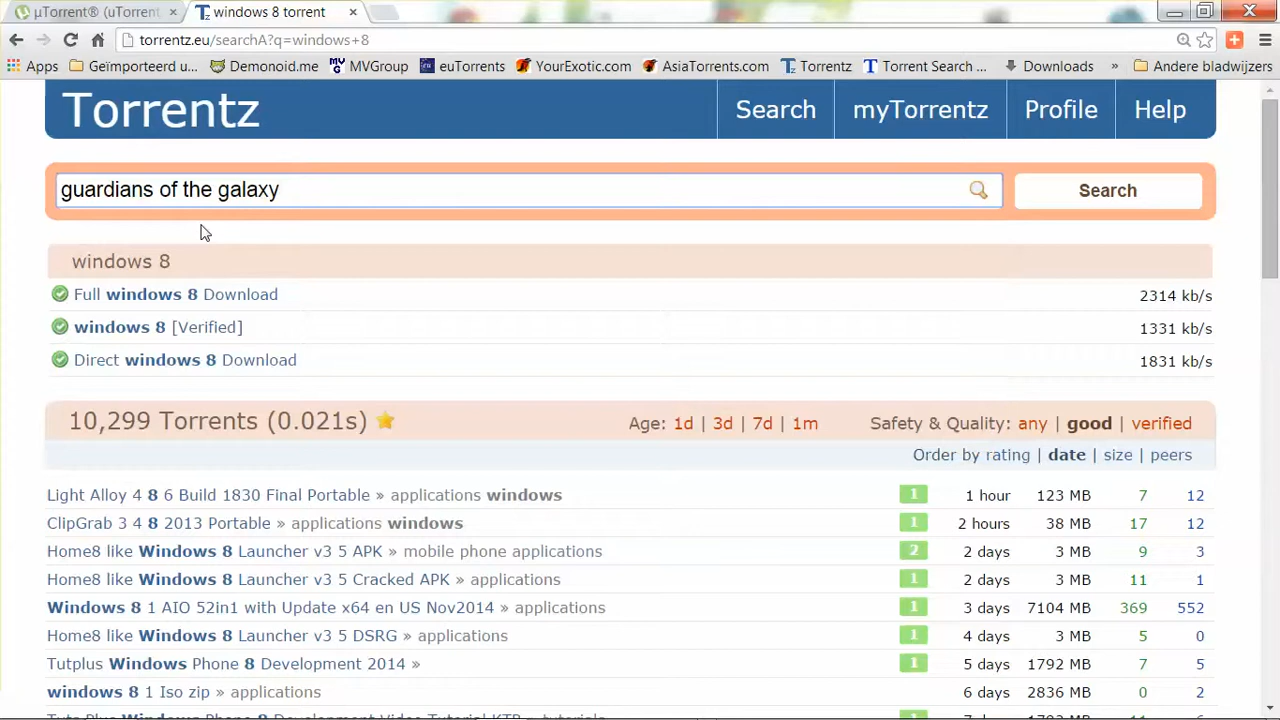 µTorrent® (uTorrent
windows 8 torrent
torrentz.eu/searchA?q=windows+8
Apps
Geïmporteerd u...
Demonoid.me
MVGroup
euTorrents
YourExotic.com
AsiaTorrents.com
Torrentz
Torrent Search ...
Downloads
»
Andere bladwijzers
Torrentz
Search
myTorrentz
Profile
Help
guardians of the galaxy
Search
windows 8
Full windows 8 Download 2314 kb/s
windows 8 [Verified] 1331 kb/s
Direct windows 8 Download 1831 kb/s
10,299 Torrents (0.021s) Age: 1d | 3d | 7d | 1m Safety & Quality: any | good | verified
Order by rating | date | size | peers
Light Alloy 4 8 6 Build 1830 Final Portable » applications windows 1 1 hour 123 MB 7 12
ClipGrab 3 4 8 2013 Portable » applications windows 1 2 hours 38 MB 17 12
Home8 like Windows 8 Launcher v3 5 APK » mobile phone applications 2 2 days 3 MB 9 3
Home8 like Windows 8 Launcher v3 5 Cracked APK » applications 1 2 days 3 MB 11 1
Windows 8 1 AIO 52in1 with Update x64 en US Nov2014 » applications 1 3 days 7104 MB 369 552
Home8 like Windows 8 Launcher v3 5 DSRG » applications 1 4 days 3 MB 5 0
Tutplus Windows Phone 8 Development 2014 » 1 5 days 1792 MB 7 5
windows 8 1 Iso zip » applications 6 days 2836 MB 0 2